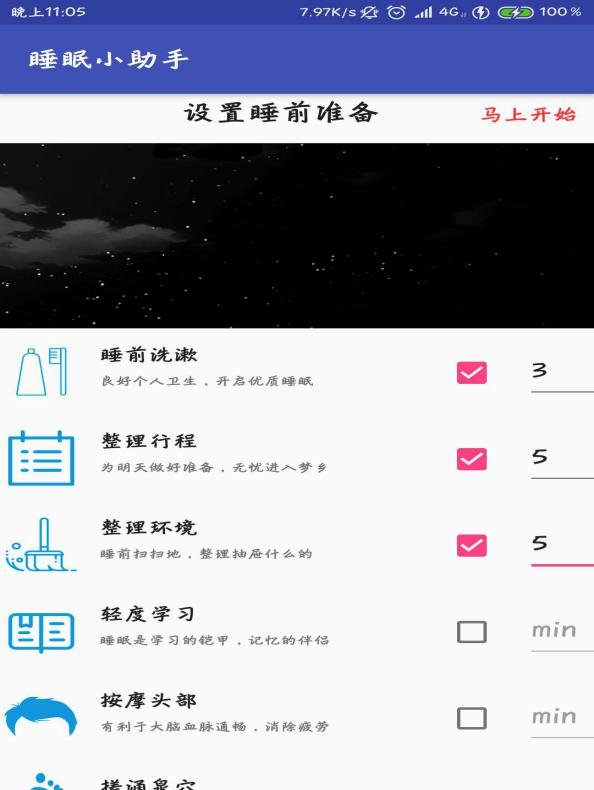 晚上11:05 7.97K/s 4G 100%
睡眠小助手
设置睡前准备 马上开始
睡前洗漱
良好个人卫生，开启优质睡眠
3
整理行程
为明天做好准备，无忧进入梦乡
5
整理环境
睡前扫扫地，整理抽屉什么的
5
轻度学习
睡眠是学习的铠甲，记忆的伴侣
min
按摩头部
有利于大脑血脉通畅，消除疲劳
min
搓涌泉穴